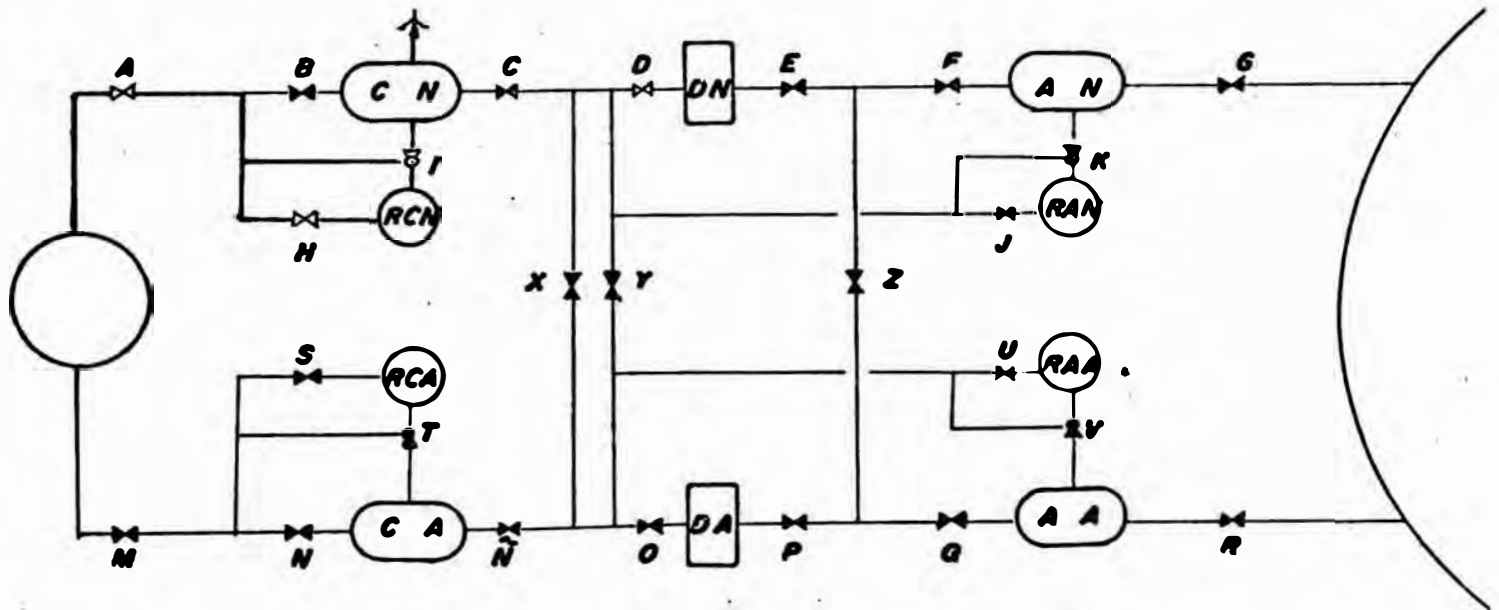 A B C D E F G
C N DN A N
I K
RCN RAN
H J
X Y Z
S U
RCA RAA
T V
C A DA A A
M N Ñ O P Q R